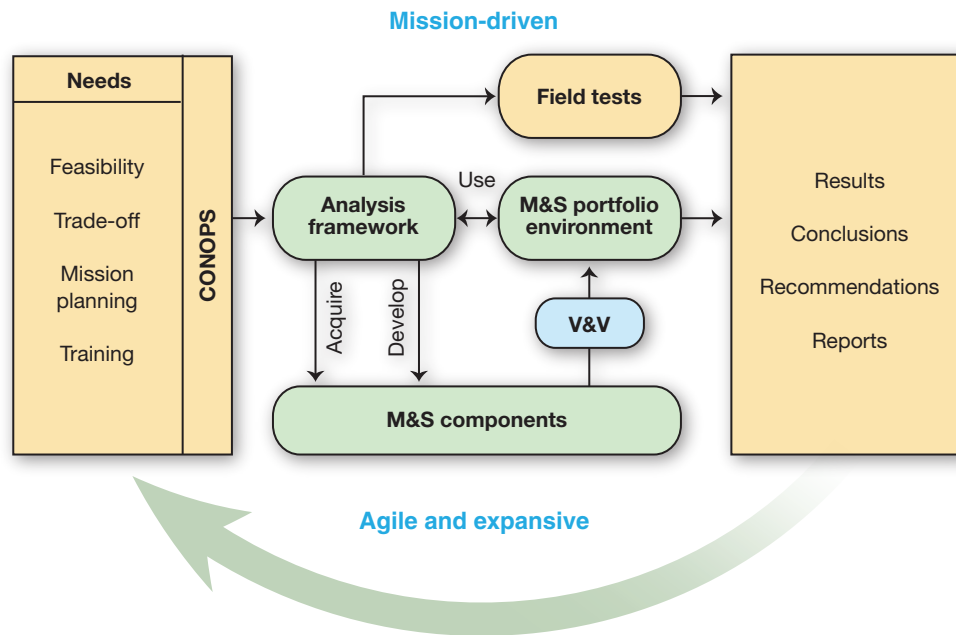 Mission-driven
Needs
Feasibility
Trade-off
Mission
planning
Training
CONOPS
Analysis
framework
Acquire
Develop
Use
Field tests
M&S portfolio
environment
V&V
M&S components
Results
Conclusions
Recommendations
Reports
Agile and expansive